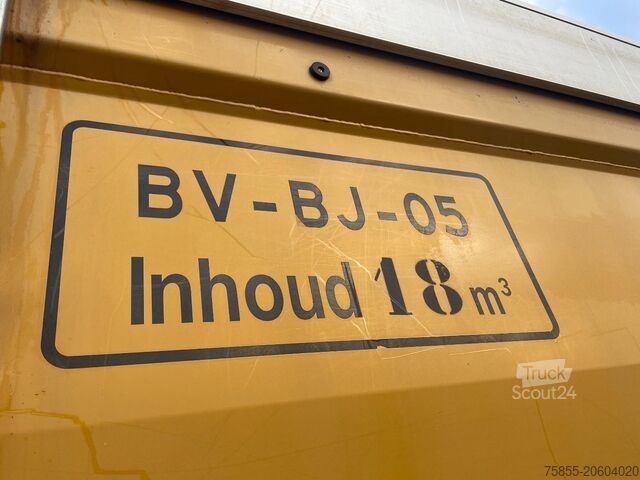 BV-BJ-05
Inhoud 18 m³
Truck
Scout24
75855-20604020